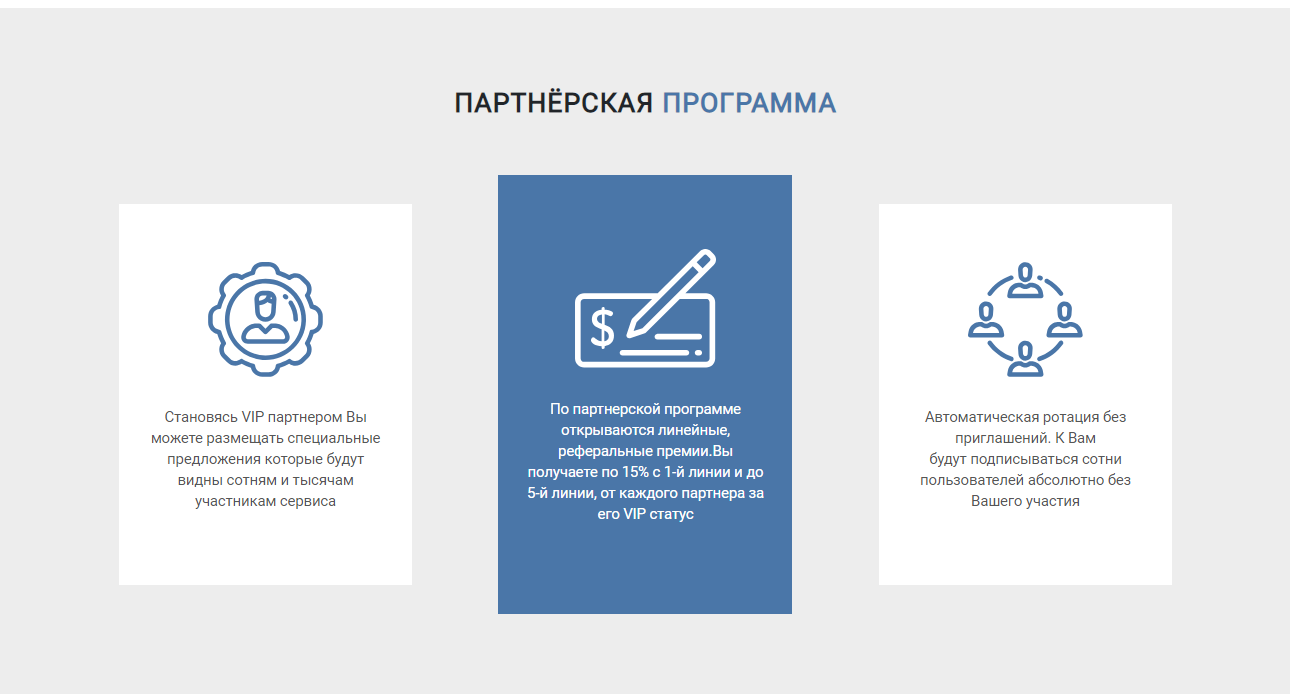 ПАРТНЁРСКАЯ ПРОГРАММА
Становясь VIP партнером Вы
можете размещать специальные
предложения которые будут
видны сотням и тысячам
участникам сервиса
$
По партнерской программе
открываются линейные,
реферальные премии.Вы
получаете по 15% с 1-й линии и до
5-й линии, от каждого партнера за
его VIP статус
Автоматическая ротация без
приглашений. К Вам
будут подписываться сотни
пользователей абсолютно без
Вашего участия